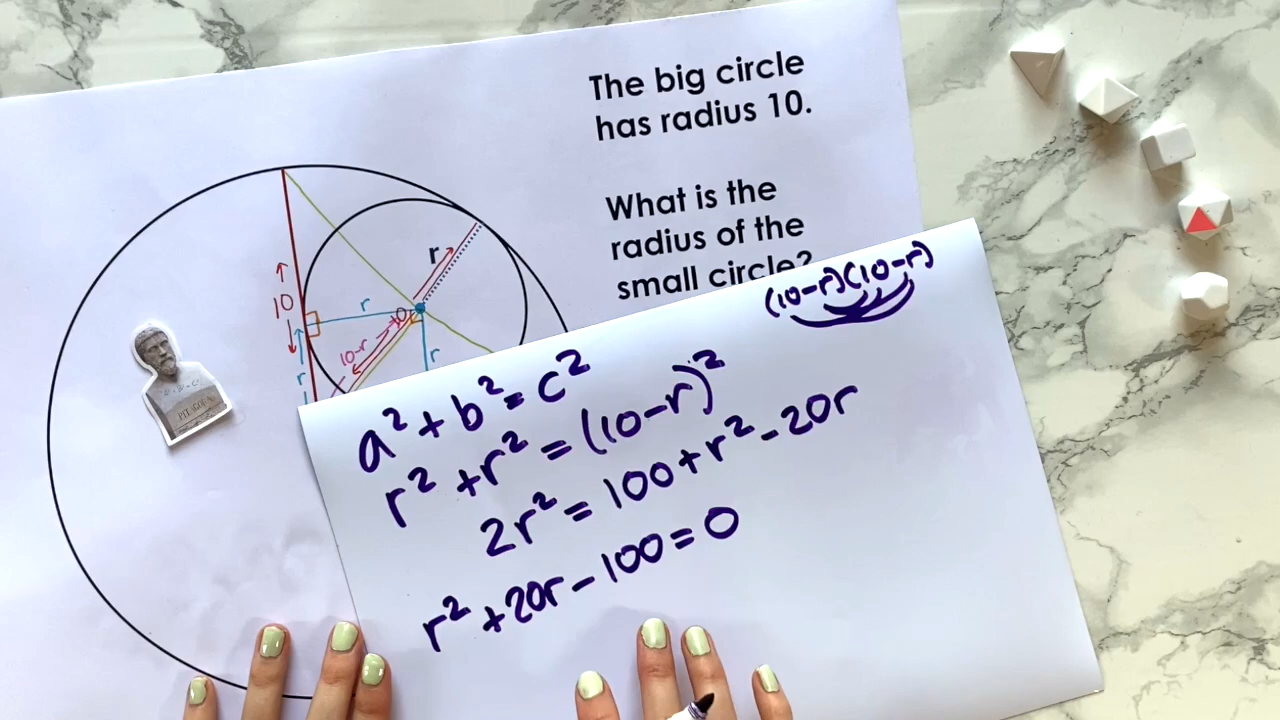 The big circle
has radius 10.
What is the
radius of the
small circle?
r
10
r
10-r
r
r
PITAGORA
(10-r)(10-r)
a² + b² = c²
r² + r² = (10-r)²
2r² = 100 + r² - 20r
r² + 20r - 100 = 0